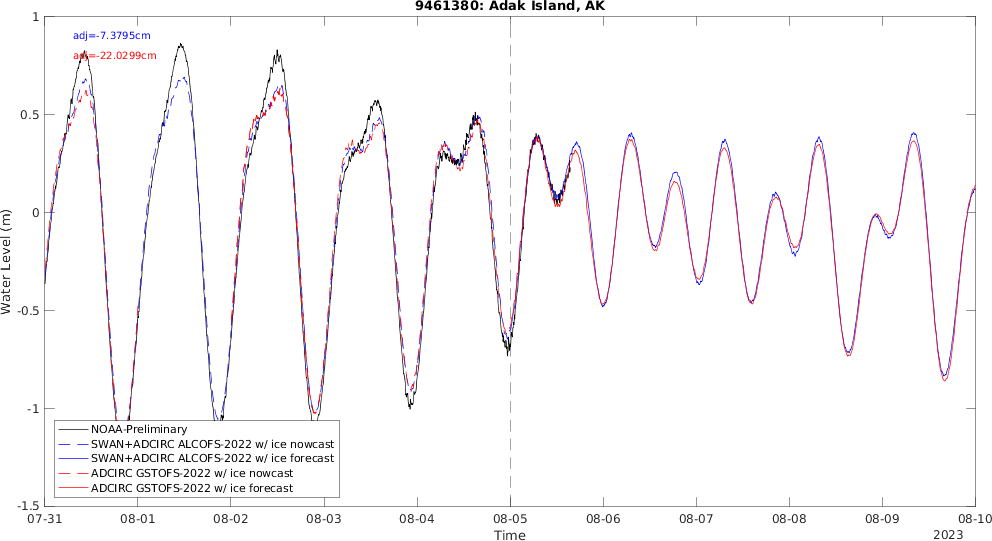 9461380: Adak Island, AK
adj=-7.3795cm
adj=-22.0299cm
Water Level (m)
1
0.5
0
-0.5
-1
-1.5
NOAA-Preliminary
SWAN+ADCIRC ALCOFS-2022 w/ ice nowcast
SWAN+ADCIRC ALCOFS-2022 w/ ice forecast
ADCIRC GSTOFS-2022 w/ ice nowcast
ADCIRC GSTOFS-2022 w/ ice forecast
07-31 08-01 08-02 08-03 08-04 08-05 08-06 08-07 08-08 08-09 08-10
Time
2023